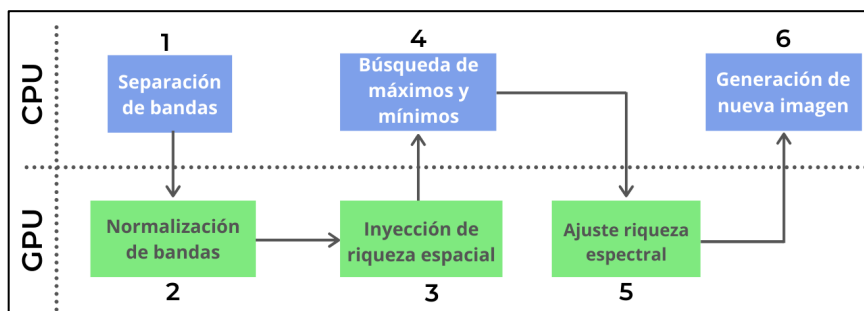 CPU
1
Separación
de bandas
4
Búsqueda de
máximos y
mínimos
6
Generación de
nueva imagen
GPU
Normalización
de bandas
2
Inyección de
riqueza espacial
3
Ajuste riqueza
espectral
5